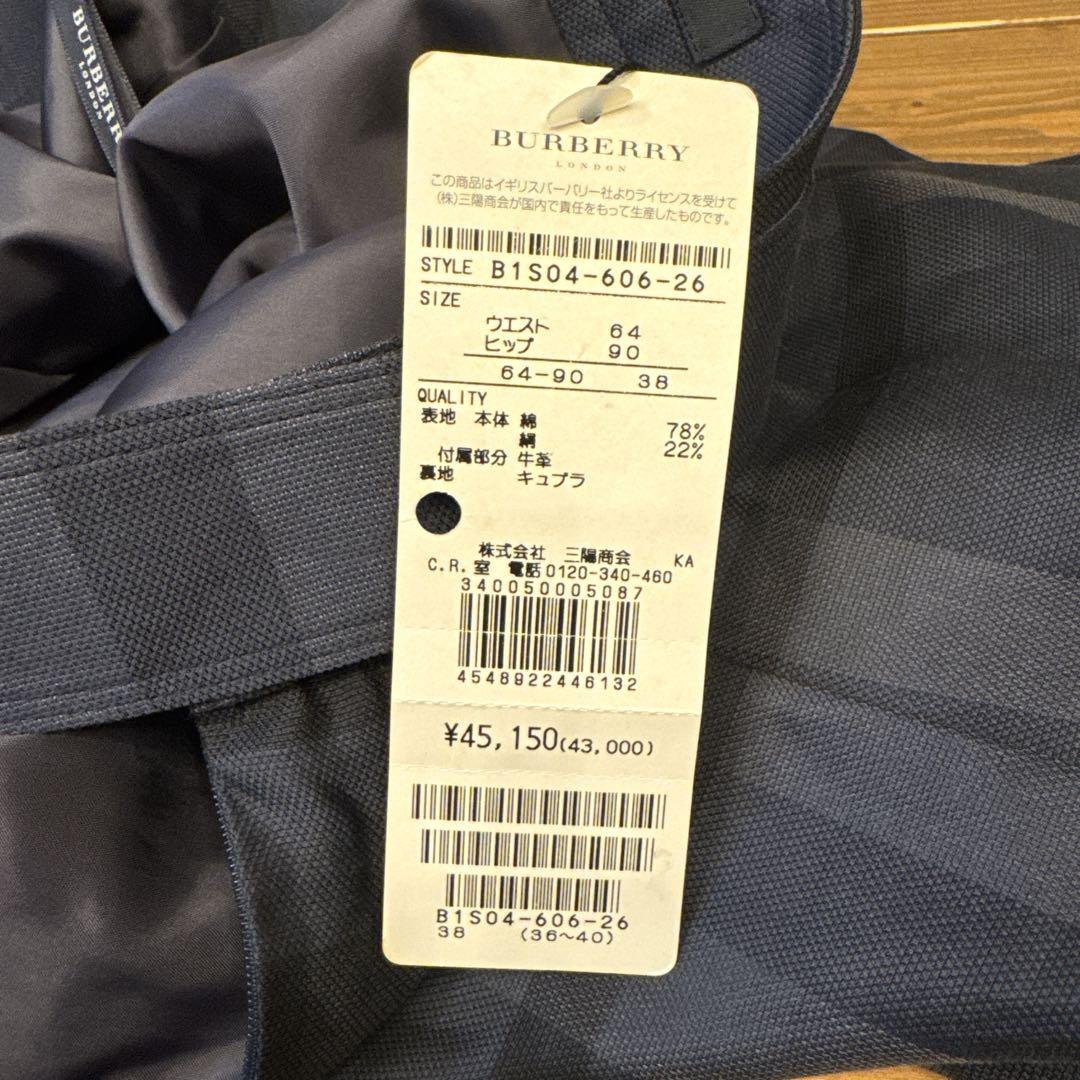 BURBERRY
LONDON
BURBERRY
LONDON
この商品はイギリスバーバリー社よりライセンスを受けて
(株)三陽商会が国内で責任をもって生産したものです。
STYLE B1S04-606-26
SIZE
ウエスト 64
ヒップ 90
64-90 38
QUALITY
表地 本体 綿 78%
絹 22%
付属部分 牛革
裏地 キュプラ
株式会社 三陽商会 KA
C.R.室 電話0120-340-460
340050005087
4548922446132
¥45,150(43,000)
B1S04-606-26
38 (36~40)